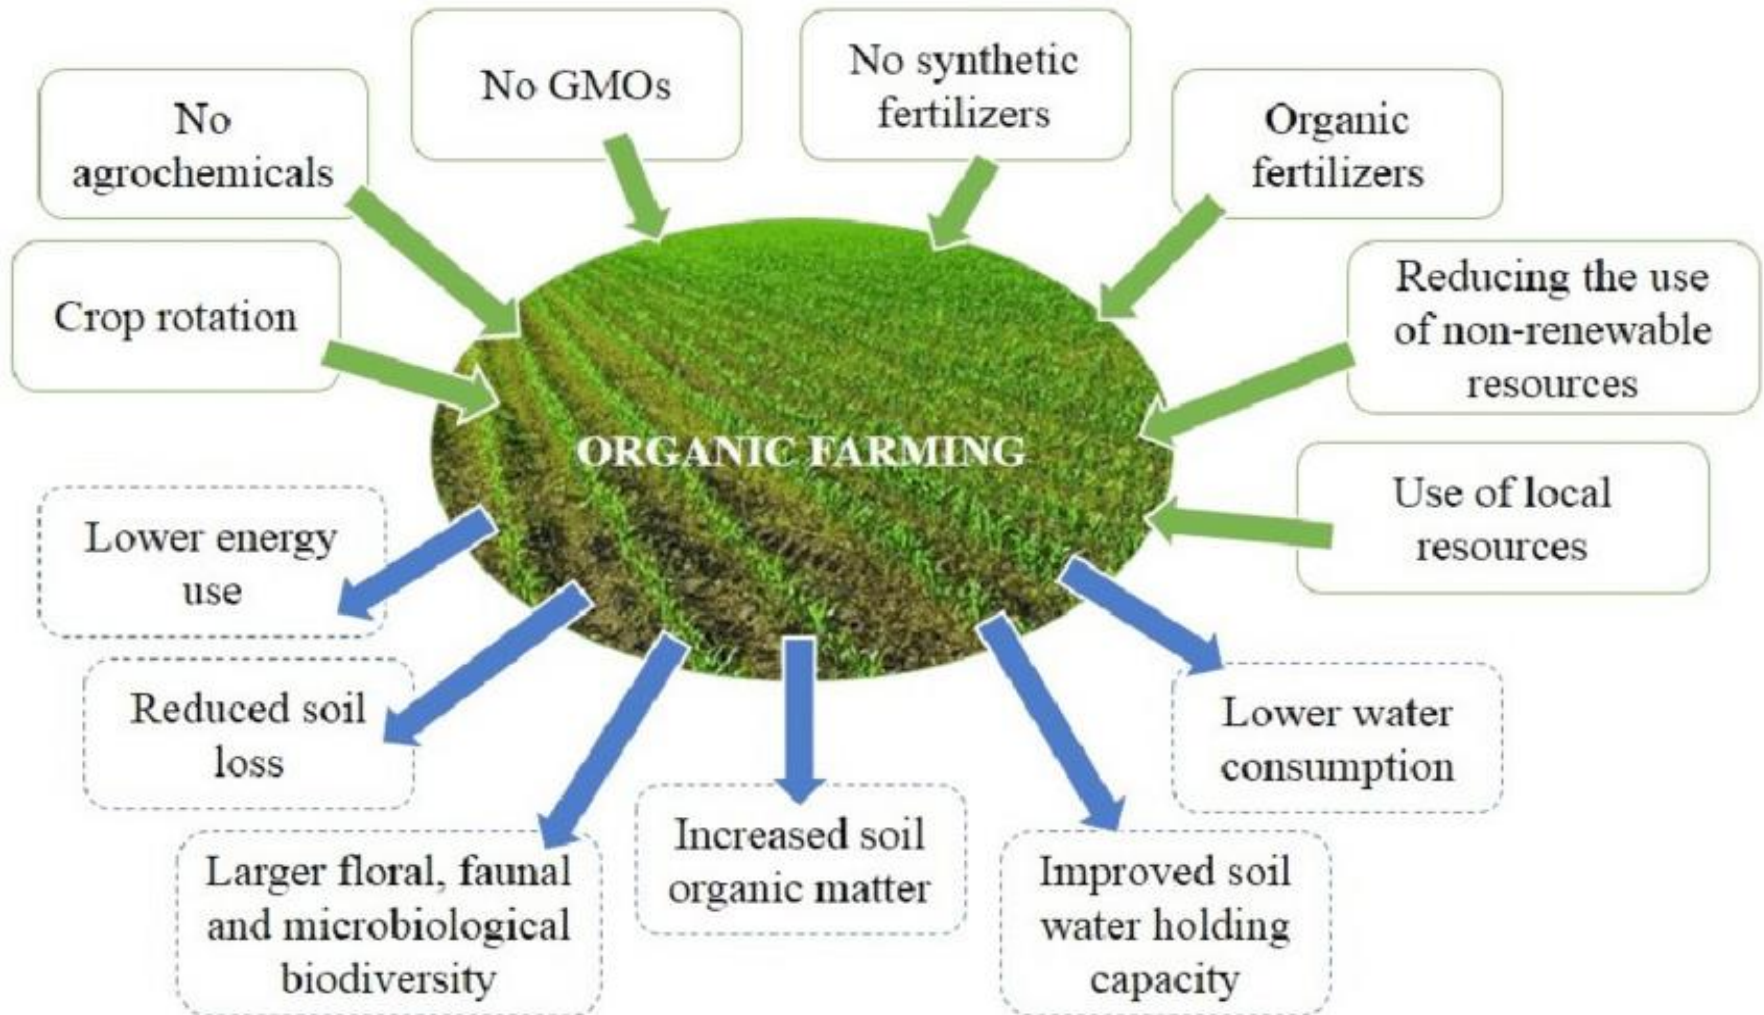 No GMOs
No synthetic
fertilizers
No
agrochemicals
Organic
fertilizers
Crop rotation
Reducing the use
of non-renewable
resources
ORGANIC FARMING
Use of local
resources
Lower energy
use
Reduced soil
loss
Lower water
consumption
Larger floral, faunal
and microbiological
biodiversity
Increased soil
organic matter
Improved soil
water holding
capacity